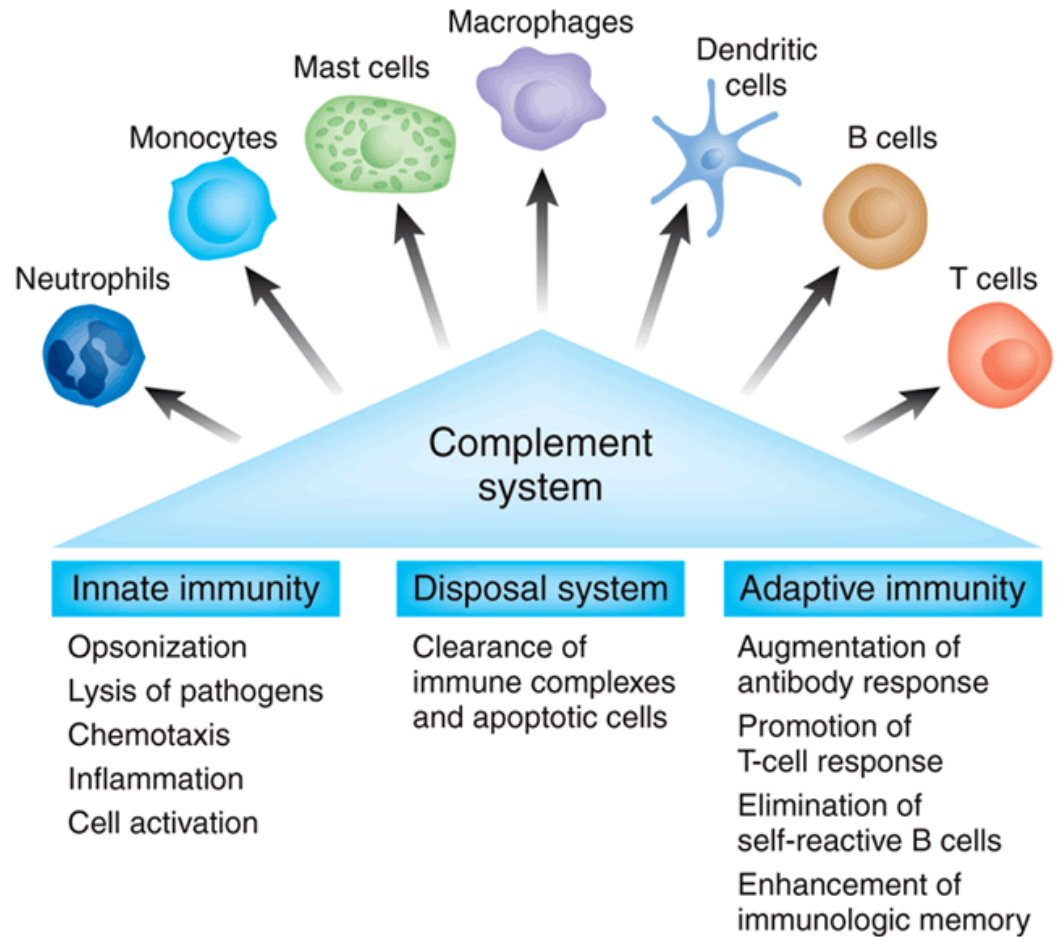 Macrophages
Dendritic
cells
Mast cells
Monocytes
B cells
Neutrophils
T cells
Complement
system
Innate immunity
Opsonization
Lysis of pathogens
Chemotaxis
Inflammation
Cell activation
Disposal system
Clearance of
immune complexes
and apoptotic cells
Adaptive immunity
Augmentation of
antibody response
Promotion of
T-cell response
Elimination of
self-reactive B cells
Enhancement of
immunologic memory